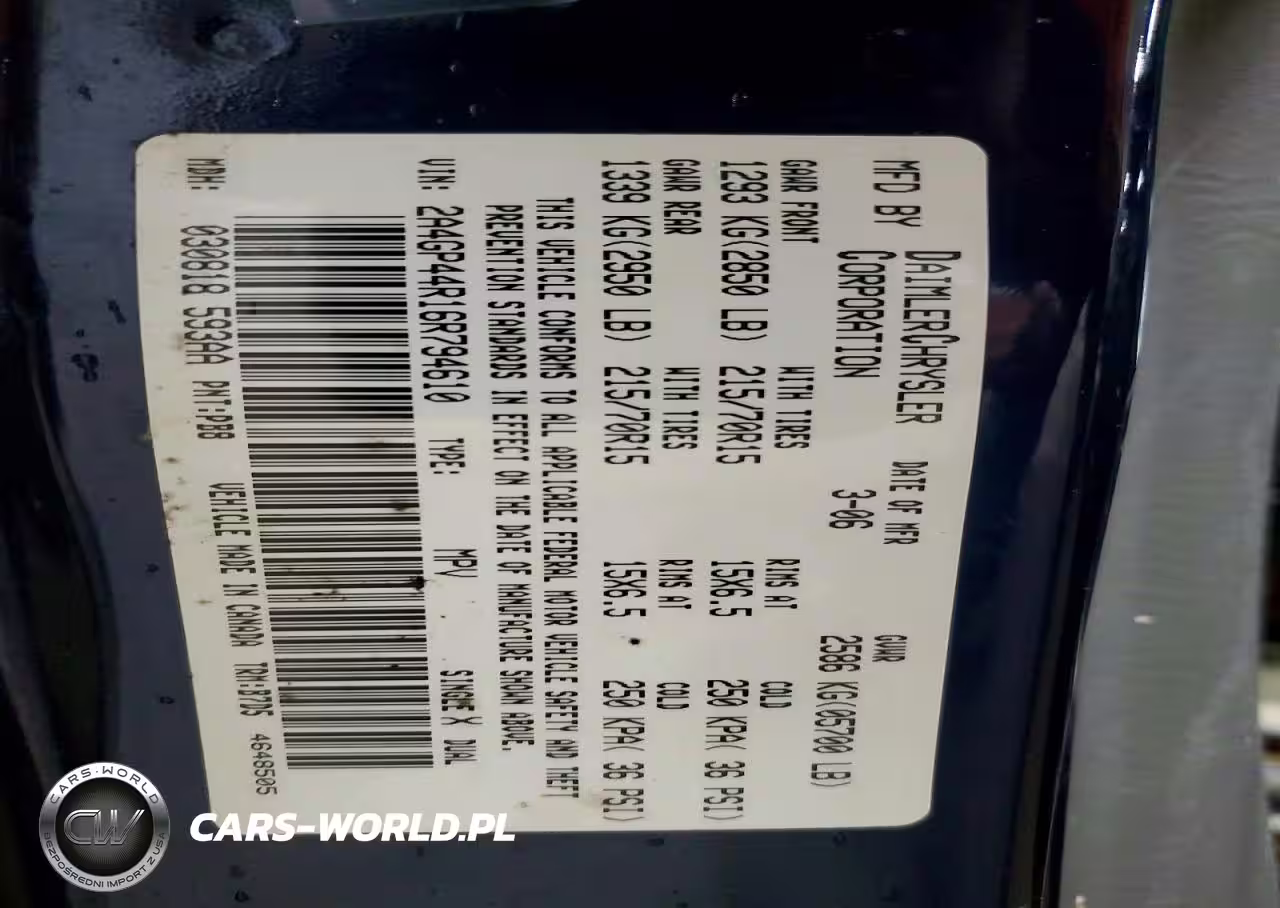 MFD BY DAIMLERCHRYSLER CORPORATION DATE OF MFR 3-06 GVWR 2586 KG(05700 LB)
GAWR FRONT WITH TIRES RIMS AT COLD
1293 KG(2850 LB) 215/70R15 15X6.5 250 KPA( 36 PSI)
GAWR REAR WITH TIRES RIMS AT COLD
1339 KG(2950 LB) 215/70R15 15X6.5 250 KPA( 36 PSI)
THIS VEHICLE CONFORMS TO ALL APPLICABLE FEDERAL MOTOR VEHICLE SAFETY AND THEFT
PREVENTION STANDARDS IN EFFECT ON THE DATE OF MANUFACTURE SHOWN ABOVE.
VIN: 2A4GP44R16R794610 TYPE: MPV SINGLE X DUAL
MDH: 030818 593AA PNT:PB8 VEHICLE MADE IN CANADA TRM:B7D5 4648505
CARS-WORLD
CW
BEZPOŚREDNI IMPORT Z USA
CARS-WORLD.PL